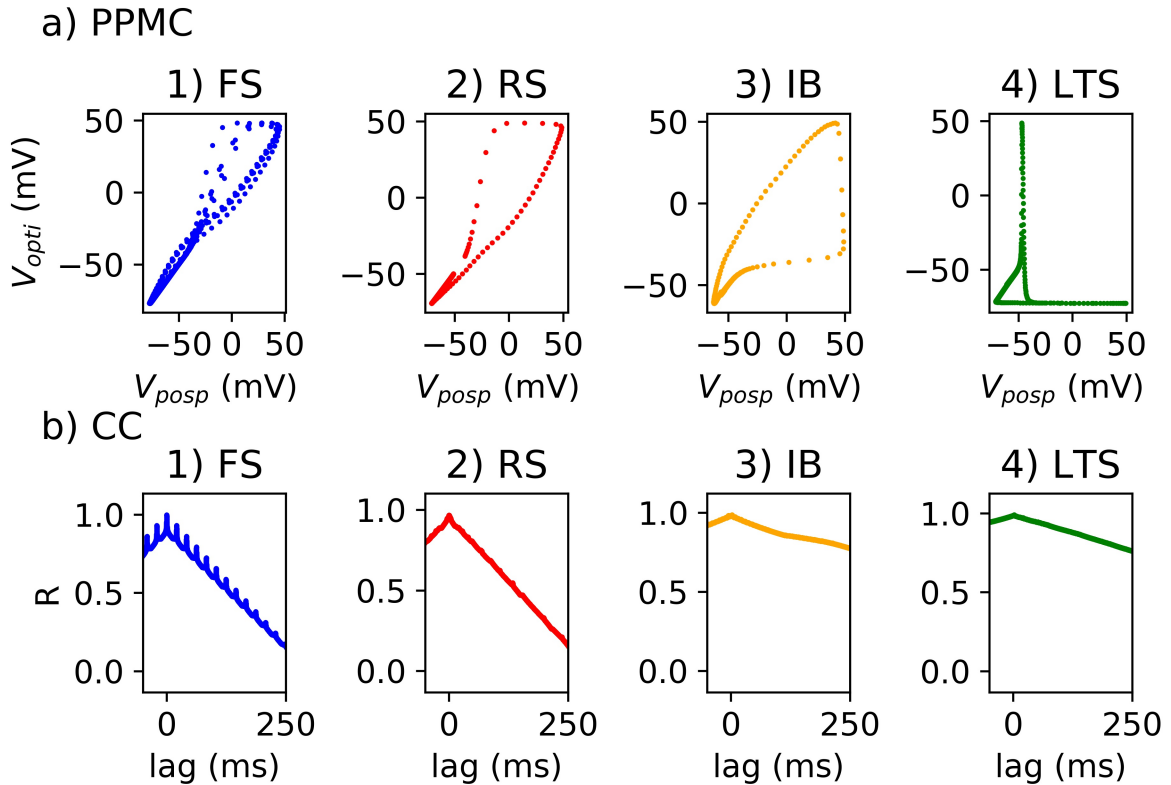 a) PPMC
1) FS
2) RS
3) IB
4) LTS
V_opti (mV)
50
0
−50
50
0
−50
50
0
−50
50
0
−50
−50 0 50
−50 0 50
−50 0 50
−50 0 50
V_posp (mV)
V_posp (mV)
V_posp (mV)
V_posp (mV)
b) CC
1) FS
2) RS
3) IB
4) LTS
R
1.0
0.5
0.0
1.0
0.5
0.0
1.0
0.5
0.0
1.0
0.5
0.0
0 250
0 250
0 250
0 250
lag (ms)
lag (ms)
lag (ms)
lag (ms)